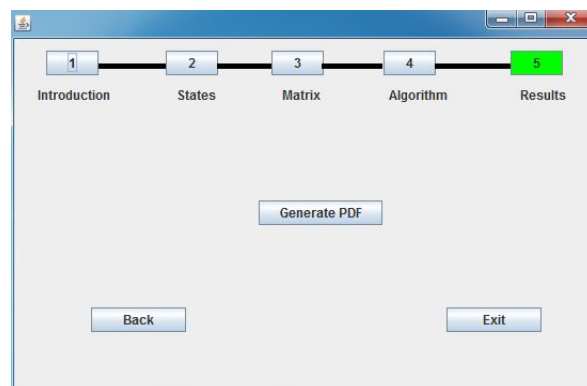 1 2 3 4 5
Introduction States Matrix Algorithm Results
Generate PDF
Back Exit